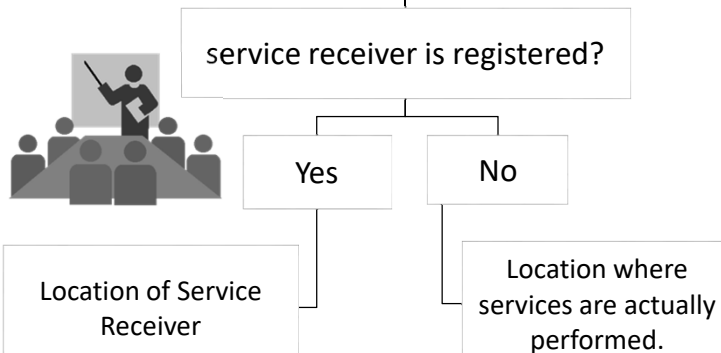 service receiver is registered?
Yes
No
Location of Service
Receiver
Location where
services are actually
performed.